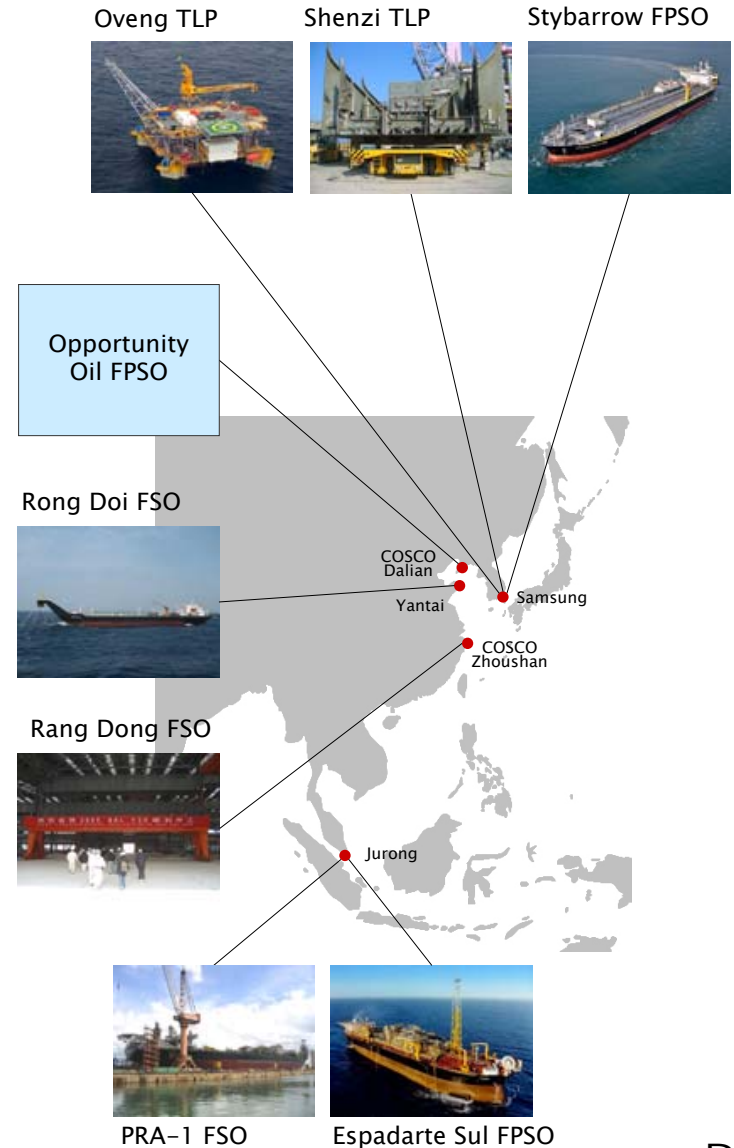 Oveng TLP
Shenzi TLP
Stybarrow FPSO
Opportunity
Oil FPSO
Rong Doi FSO
COSCO
Dalian
Yantai
Samsung
COSCO
Zhoushan
Rang Dong FSO
Jurong
PRA-1 FSO
Espadarte Sul FPSO